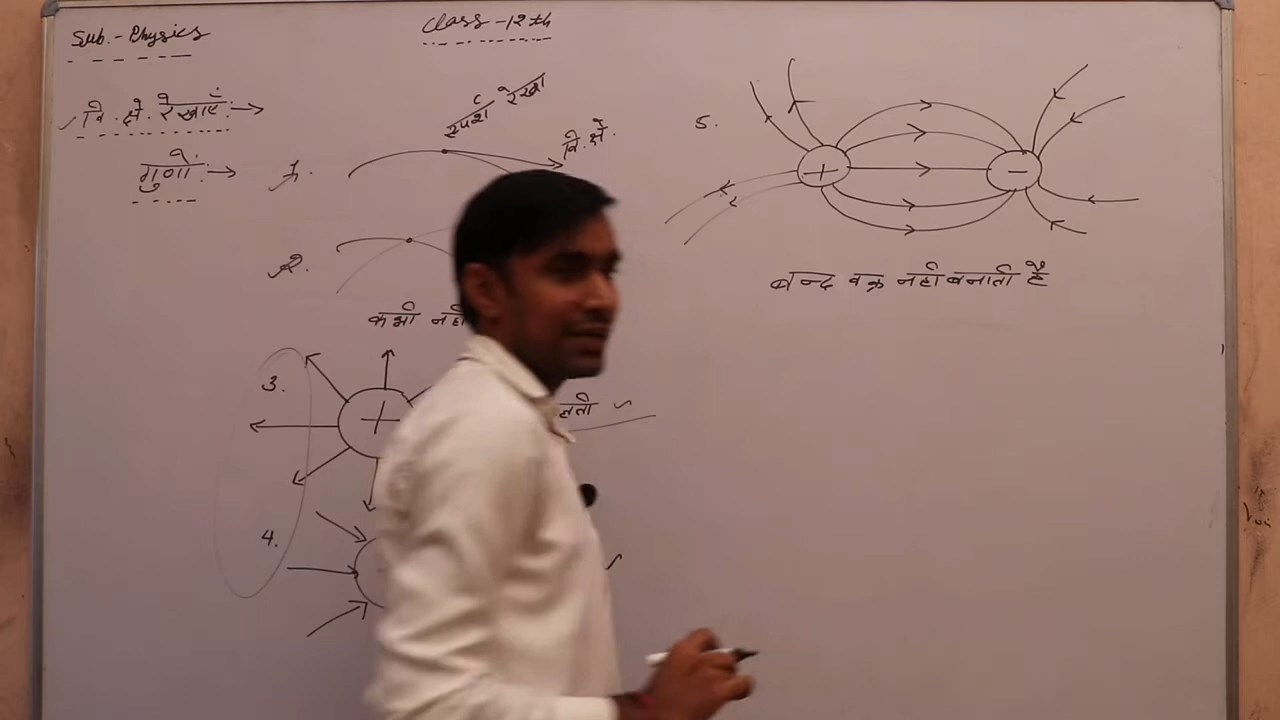 Sub.- Physics
Class-12th
वि.क्षे. रेखाएं:→
गुण:→
1.
स्पर्श रेखा
वि.क्षे.
2.
कभी नही
3.
+
4.
5.
+
-
बन्द वक्र नही बनाती है